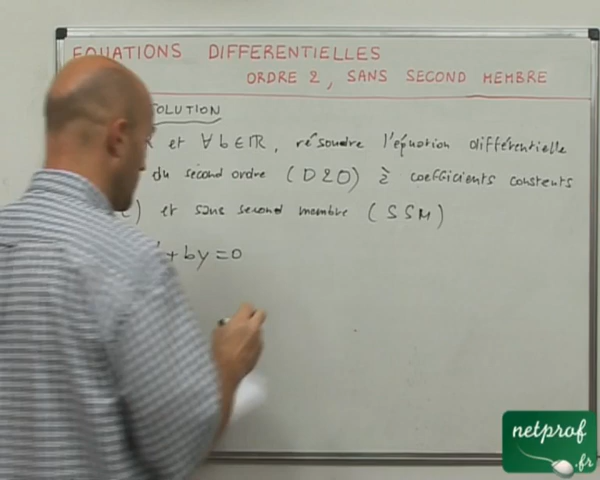 EQUATIONS DIFFERENTIELLES
ORDRE 2, SANS SECOND MEMBRE
OLUTION
et ∀ b ∈ ℝ, résoudre l'équation différentielle
du second ordre (D20) à coefficients constants
) et sans second membre (SSM)
+ by = 0
netprof
.fr